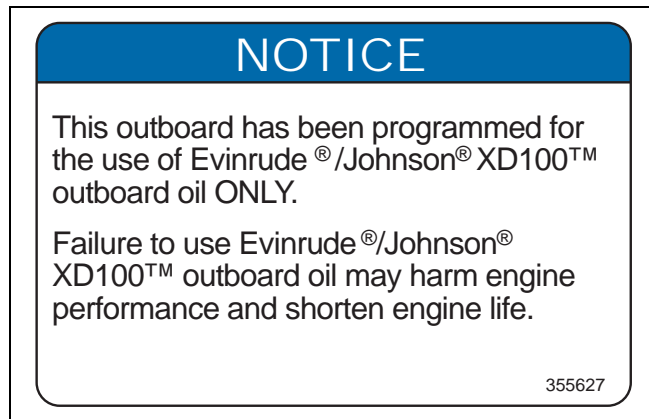 NOTICE
This outboard has been programmed for
the use of Evinrude ®/Johnson® XD100™
outboard oil ONLY.
Failure to use Evinrude ®/Johnson®
XD100™ outboard oil may harm engine
performance and shorten engine life.
355627